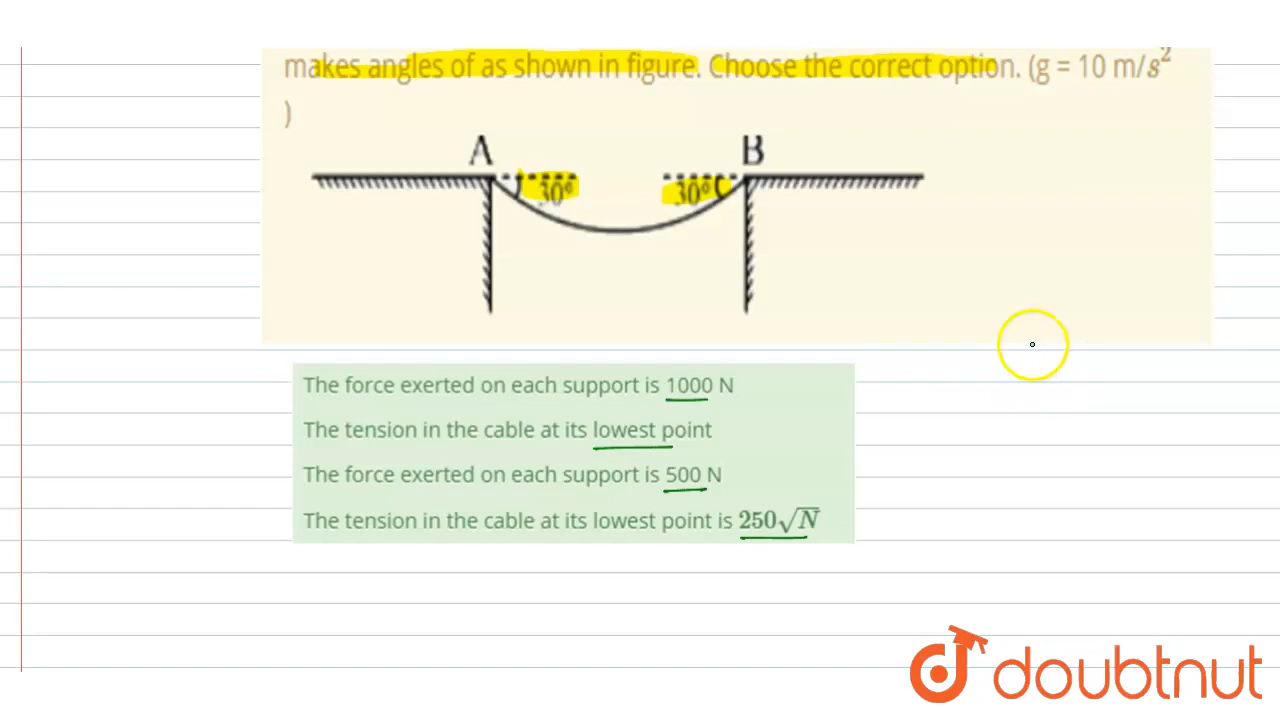 makes angles of as shown in figure. Choose the correct option. (g = 10 m/s²
)
A B
30° 30°
The force exerted on each support is 1000 N
The tension in the cable at its lowest point
The force exerted on each support is 500 N
The tension in the cable at its lowest point is 250√N
doubtnut